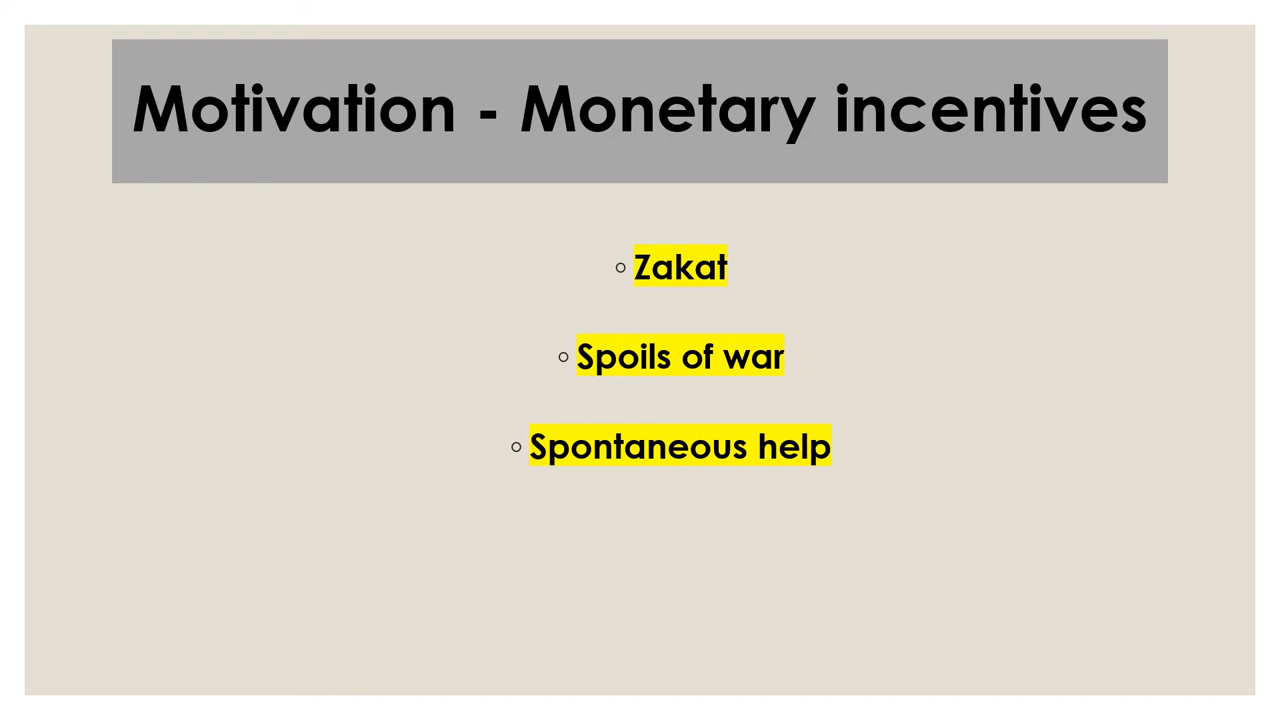 Motivation - Monetary incentives
◦ Zakat
◦ Spoils of war
◦ Spontaneous help